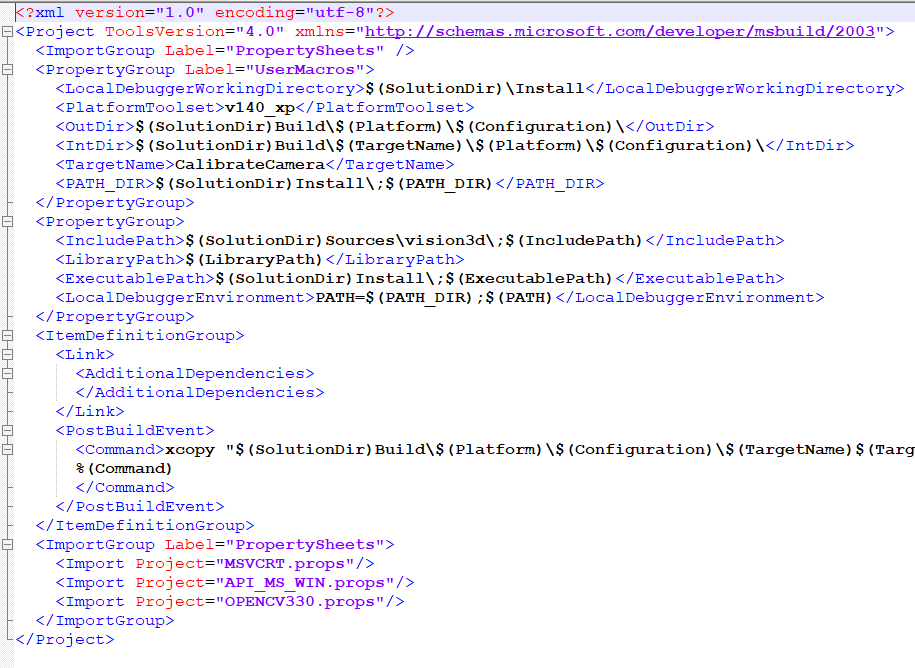 <?xml version="1.0" encoding="utf-8"?>
<Project ToolsVersion="4.0" xmlns="http://schemas.microsoft.com/developer/msbuild/2003">
<ImportGroup Label="PropertySheets" />
<PropertyGroup Label="UserMacros">
<LocalDebuggerWorkingDirectory>$(SolutionDir)\Install</LocalDebuggerWorkingDirectory>
<PlatformToolset>v140_xp</PlatformToolset>
<OutDir>$(SolutionDir)Build\$(Platform)\$(Configuration)\</OutDir>
<IntDir>$(SolutionDir)Build\$(TargetName)\$(Platform)\$(Configuration)\</IntDir>
<TargetName>CalibrateCamera</TargetName>
<PATH_DIR>$(SolutionDir)Install\;$(PATH_DIR)</PATH_DIR>
</PropertyGroup>
<PropertyGroup>
<IncludePath>$(SolutionDir)Sources\vision3d\;$(IncludePath)</IncludePath>
<LibraryPath>$(LibraryPath)</LibraryPath>
<ExecutablePath>$(SolutionDir)Install\;$(ExecutablePath)</ExecutablePath>
<LocalDebuggerEnvironment>PATH=$(PATH_DIR);$(PATH)</LocalDebuggerEnvironment>
</PropertyGroup>
<ItemDefinitionGroup>
<Link>
<AdditionalDependencies>
</AdditionalDependencies>
</Link>
<PostBuildEvent>
<Command>xcopy "$(SolutionDir)Build\$(Platform)\$(Configuration)\$(TargetName)$(Targ
%(Command)
</Command>
</PostBuildEvent>
</ItemDefinitionGroup>
<ImportGroup Label="PropertySheets">
<Import Project="MSVCRT.props"/>
<Import Project="API_MS_WIN.props"/>
<Import Project="OPENCV330.props"/>
</ImportGroup>
</Project>